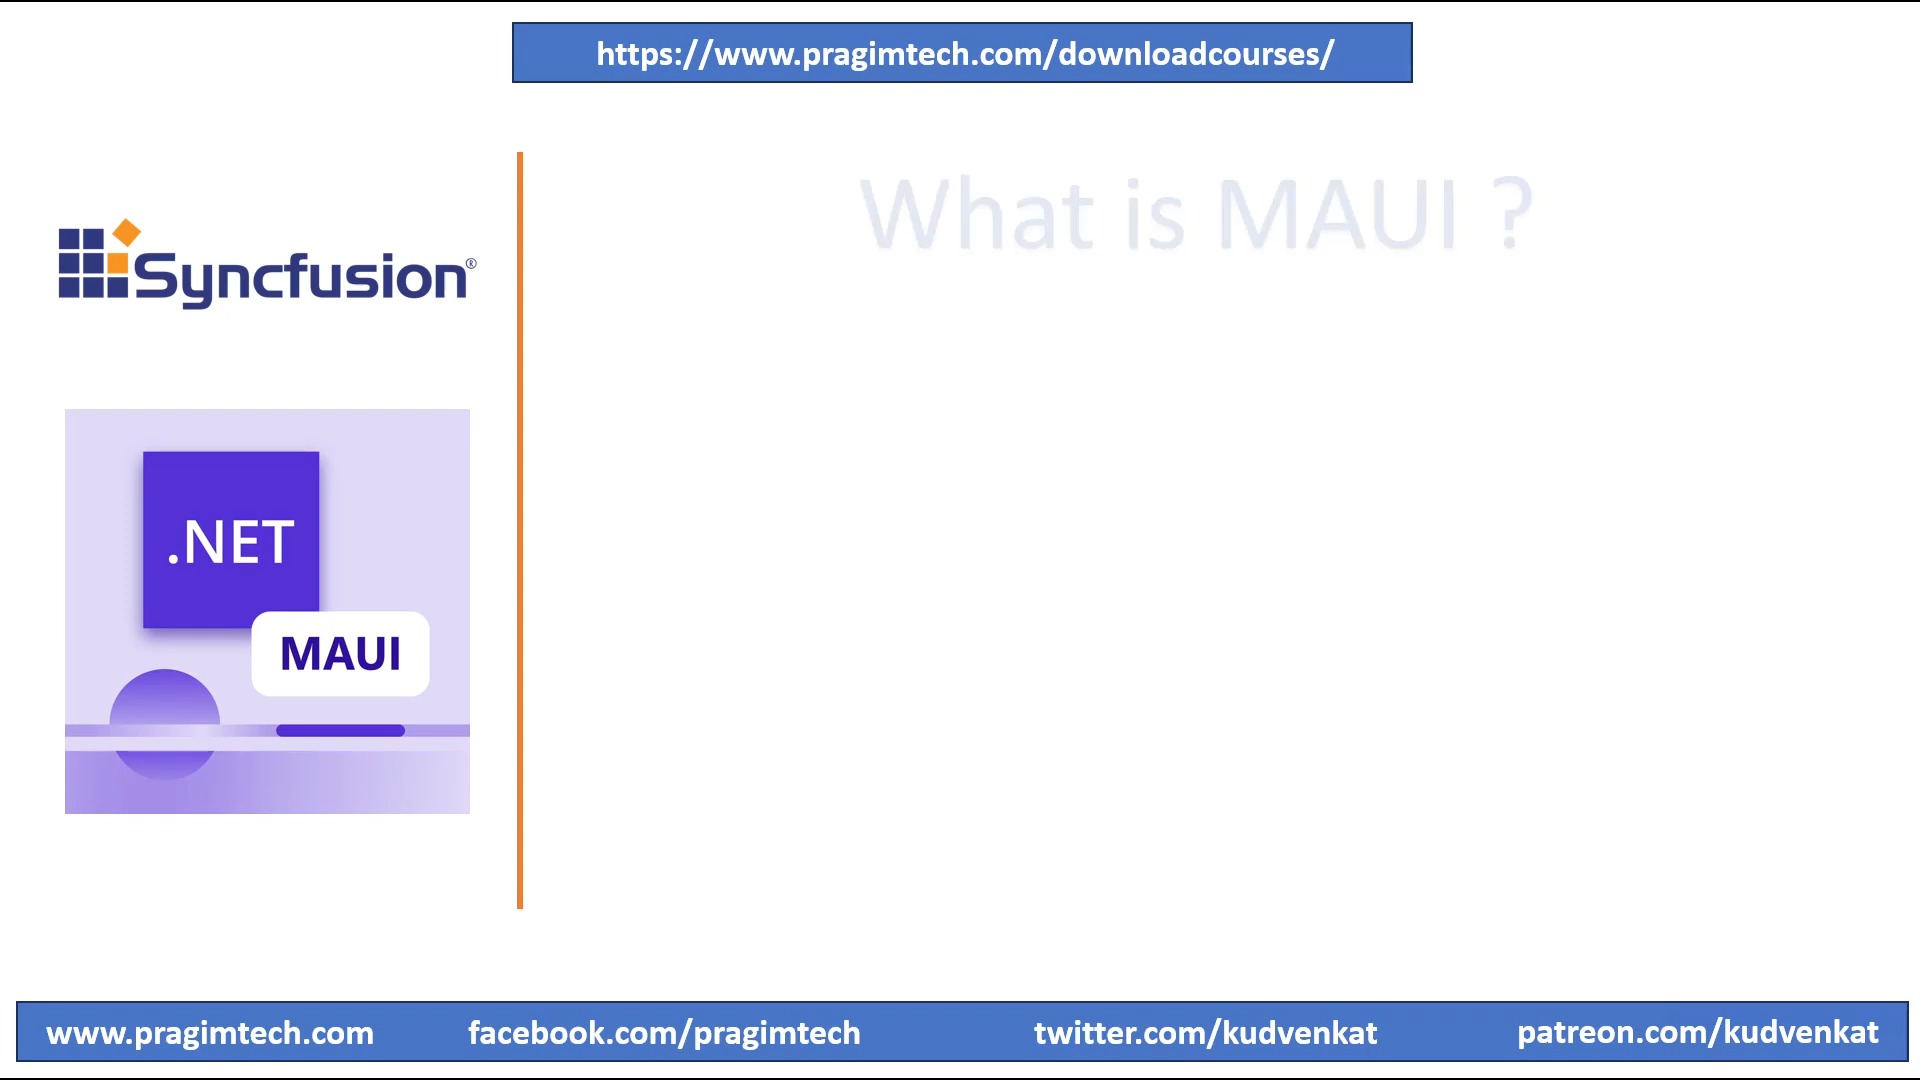 https://www.pragimtech.com/downloadcourses/
What is MAUI ?
Syncfusion®
.NET
MAUI
www.pragimtech.com facebook.com/pragimtech twitter.com/kudvenkat patreon.com/kudvenkat